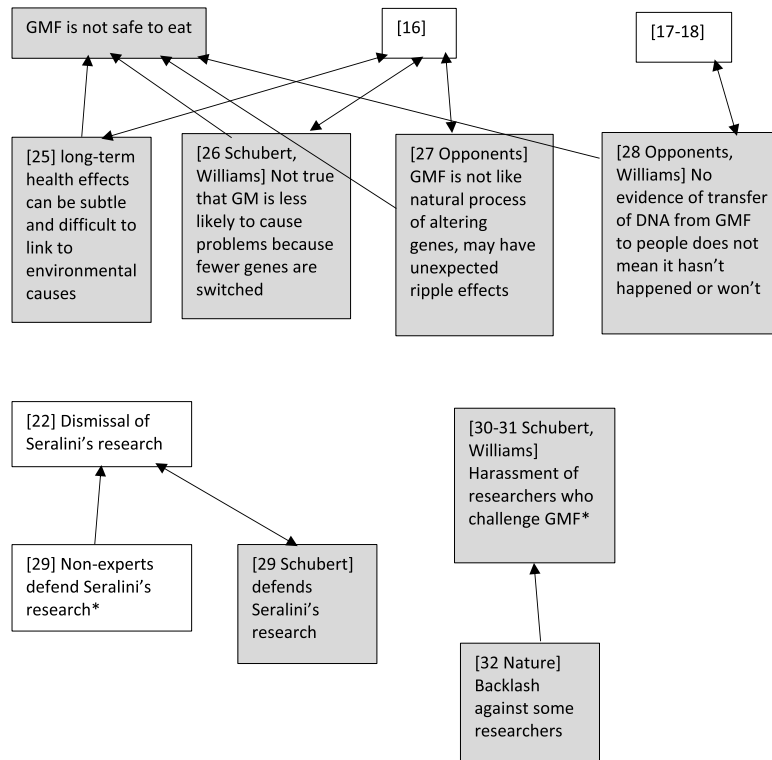 GMF is not safe to eat
[16]
[17-18]
[25] long-term
health effects
can be subtle
and difficult to
link to
environmental
causes
[26 Schubert,
Williams] Not true
that GM is less
likely to cause
problems because
fewer genes are
switched
[27 Opponents]
GMF is not like
natural process
of altering
genes, may have
unexpected
ripple effects
[28 Opponents,
Williams] No
evidence of transfer
of DNA from GMF
to people does not
mean it hasn’t
happened or won’t
[22] Dismissal of
Seralini’s research
[30-31 Schubert,
Williams]
Harassment of
researchers who
challenge GMF*
[29] Non-experts
defend Seralini’s
research*
[29 Schubert]
defends
Seralini’s
research
[32 Nature]
Backlash
against some
researchers